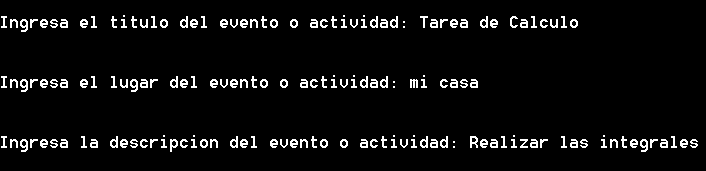 Ingresa el titulo del evento o actividad: Tarea de Calculo
Ingresa el lugar del evento o actividad: mi casa
Ingresa la descripcion del evento o actividad: Realizar las integrales